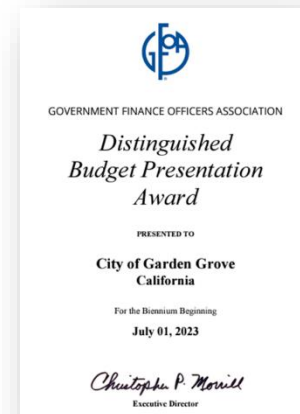 GFOA
GOVERNMENT FINANCE OFFICERS ASSOCIATION
Distinguished
Budget Presentation
Award
PRESENTED TO
City of Garden Grove
California
For the Biennium Beginning
July 01, 2023
Christopher P. Morrill
Executive Director